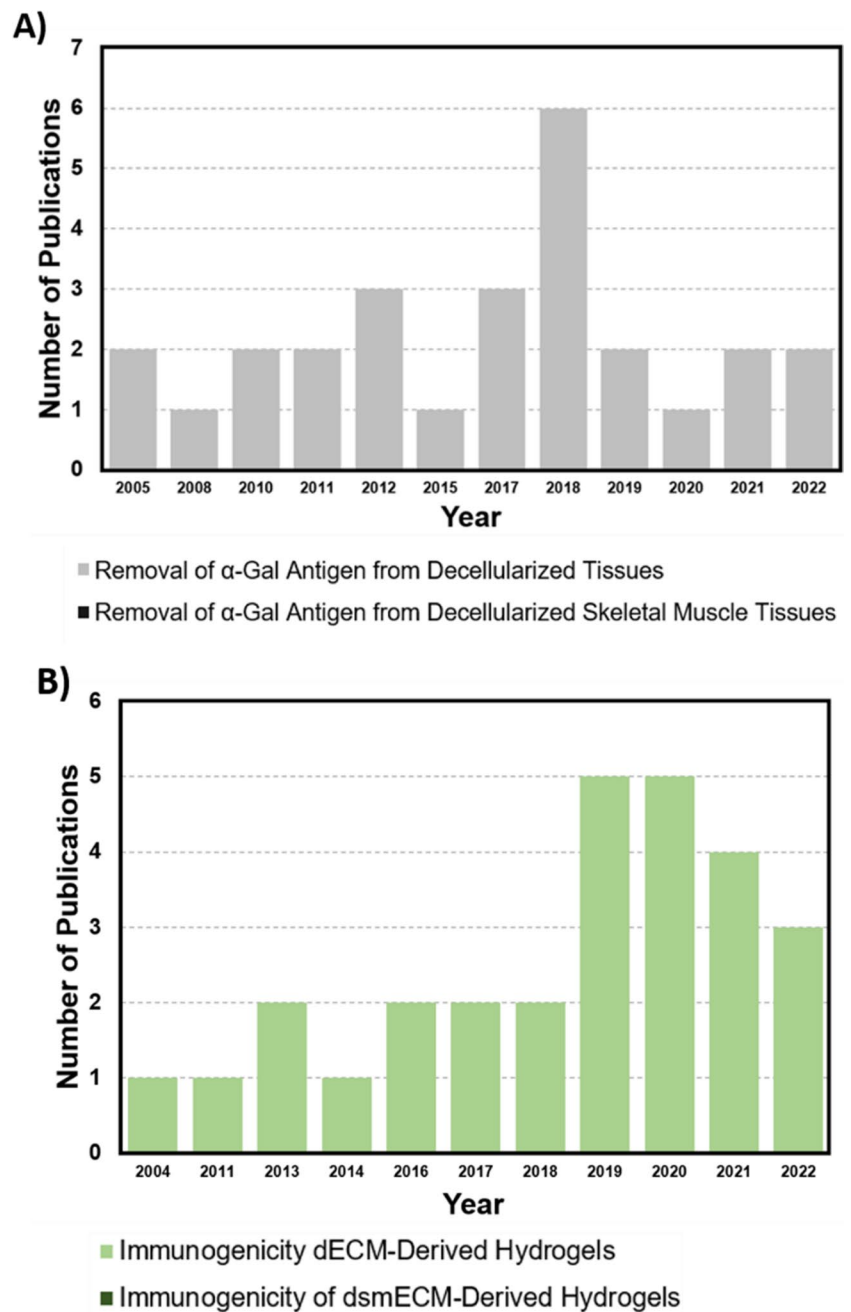 A)
7
6
5
4
3
2
1
0
Number of Publications
2005 2008 2010 2011 2012 2015 2017 2018 2019 2020 2021 2022
Year
Removal of α-Gal Antigen from Decellularized Tissues
Removal of α-Gal Antigen from Decellularized Skeletal Muscle Tissues
B)
6
5
4
3
2
1
0
Number of Publications
2004 2011 2013 2014 2016 2017 2018 2019 2020 2021 2022
Year
Immunogenicity dECM-Derived Hydrogels
Immunogenicity of dsmECM-Derived Hydrogels